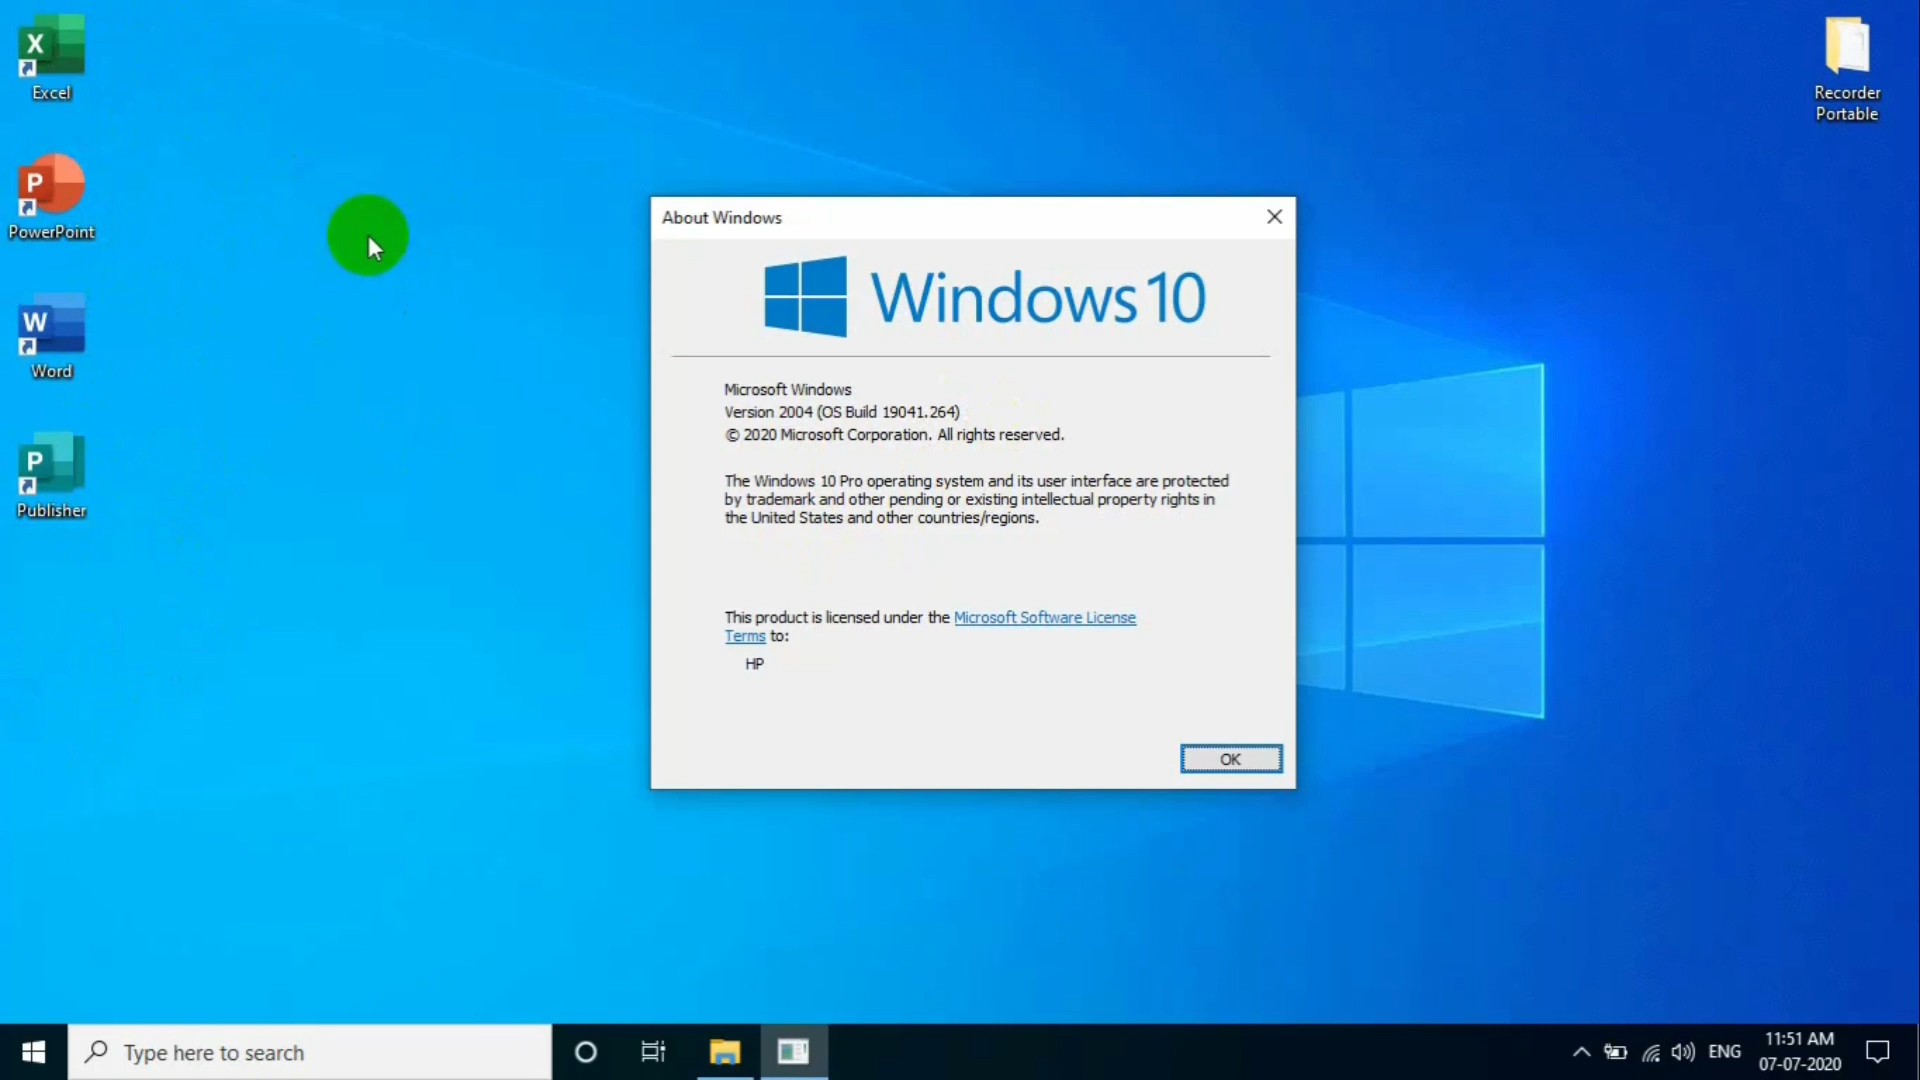 Excel
PowerPoint
Word
Publisher
Recorder
Portable
About Windows
Windows 10
Microsoft Windows
Version 2004 (OS Build 19041.264)
© 2020 Microsoft Corporation. All rights reserved.
The Windows 10 Pro operating system and its user interface are protected
by trademark and other pending or existing intellectual property rights in
the United States and other countries/regions.
This product is licensed under the Microsoft Software License
Terms to:
HP
OK
Type here to search
ENG
11:51 AM
07-07-2020